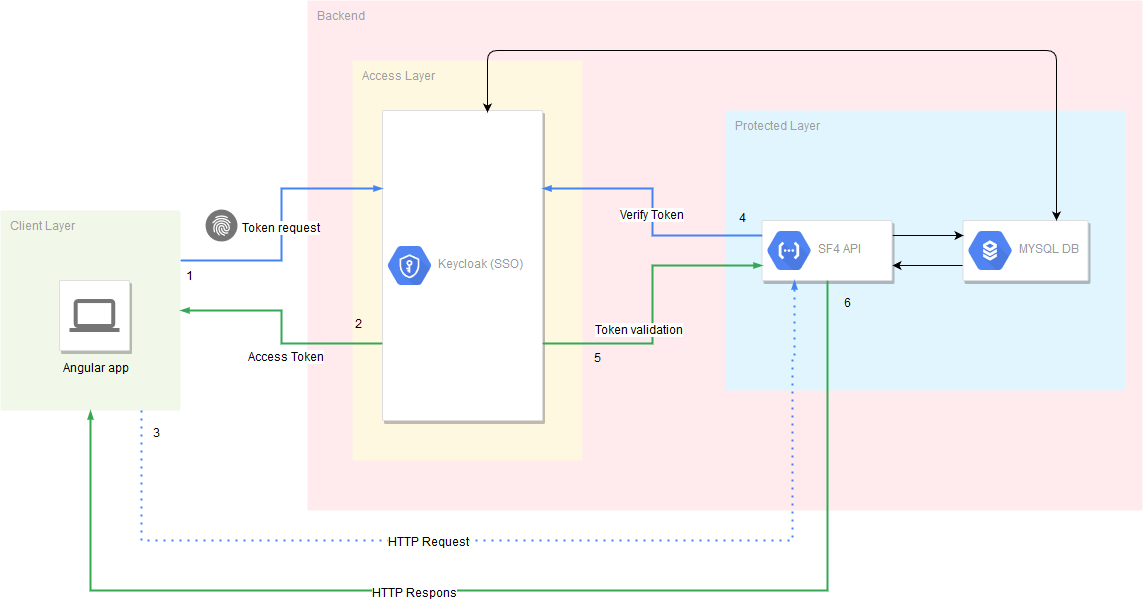 Backend
Access Layer
Protected Layer
Client Layer
Token request
Verify Token
4
SF4 API
MYSQL DB
Keycloak (SSO)
1
2
6
Token validation
Access Token
5
Angular app
3
HTTP Request
HTTP Respons